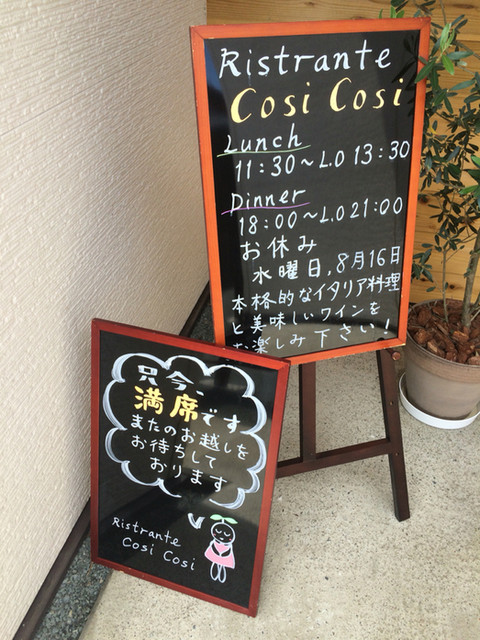 Ristrante
Cosi Cosi
Lunch
11:30~L.O 13:30
Dinner
18:00~L.O 21:00
お休み
水曜日,8月16日
本格的なイタリア料理
と美味しいワインを
お楽しみ下さい!
只今、
満席です
またのお越しを
お待ちして
おります
Ristrante
Cosi Cosi